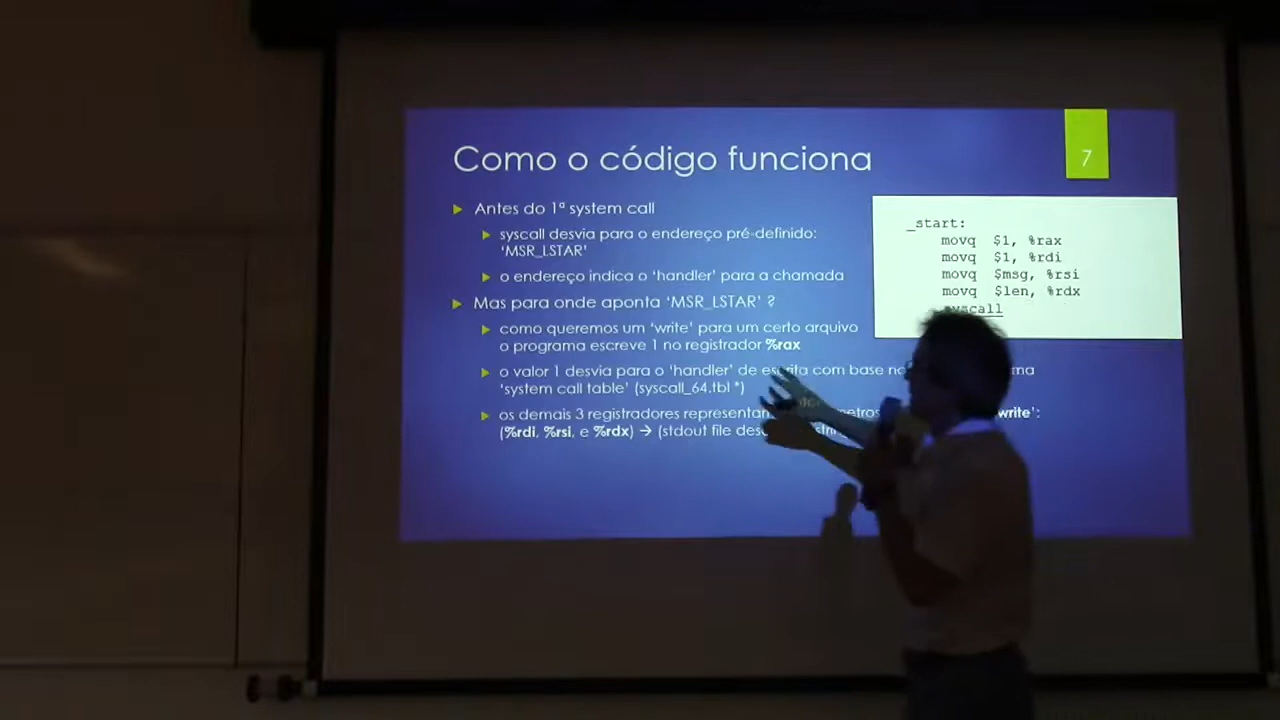 Como o código funciona
7
Antes do 1ª system call
syscall desvia para o endereço pré-definido:
‘MSR_LSTAR’
o endereço indica o ‘handler’ para a chamada
Mas para onde aponta ‘MSR_LSTAR’ ?
como queremos um ‘write’ para um certo arquivo
o programa escreve 1 no registrador %rax
o valor 1 desvia para o ‘handler’ de escrita com base
‘system call table’ (syscall_64.tbl *)
os demais 3 registradores write’:
(%rdi, %rsi, e %rdx) → (stdout file
_start:
movq $1, %rax
movq $1, %rdi
movq $msg, %rsi
movq $len, %rdx
syscall